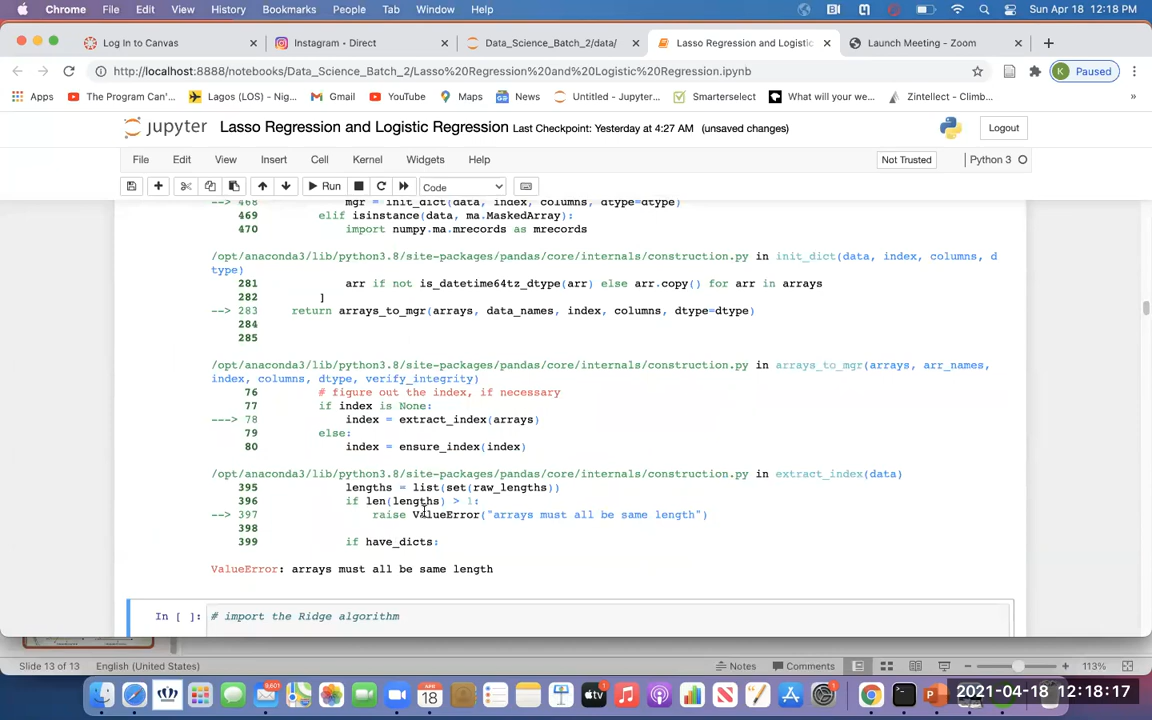 Chrome File Edit View History Bookmarks People Tab Window Help Sun Apr 18 12:18 PM
Log In to Canvas Instagram • Direct Data_Science_Batch_2/data/ Lasso Regression and Logistic Launch Meeting - Zoom
http://localhost:8888/notebooks/Data_Science_Batch_2/Lasso%20Regression%20and%20Logistic%20Regression.ipynb K Paused
Apps The Program Can'... Lagos (LOS) – Nig... Gmail YouTube Maps News Untitled - Jupyter... Smarterselect What will your we... Zintellect - Climb... »
jupyter Lasso Regression and Logistic Regression Last Checkpoint: Yesterday at 4:27 AM (unsaved changes) Logout
File Edit View Insert Cell Kernel Widgets Help Not Trusted Python 3
Run Code
--> 468 mgr = init_dict(data, index, columns, dtype=dtype)
469 elif isinstance(data, ma.MaskedArray):
470 import numpy.ma.mrecords as mrecords
/opt/anaconda3/lib/python3.8/site-packages/pandas/core/internals/construction.py in init_dict(data, index, columns, d
type)
281 arr if not is_datetime64tz_dtype(arr) else arr.copy() for arr in arrays
282 ]
--> 283 return arrays_to_mgr(arrays, data_names, index, columns, dtype=dtype)
284
285
/opt/anaconda3/lib/python3.8/site-packages/pandas/core/internals/construction.py in arrays_to_mgr(arrays, arr_names,
index, columns, dtype, verify_integrity)
76 # figure out the index, if necessary
77 if index is None:
---> 78 index = extract_index(arrays)
79 else:
80 index = ensure_index(index)
/opt/anaconda3/lib/python3.8/site-packages/pandas/core/internals/construction.py in extract_index(data)
395 lengths = list(set(raw_lengths))
396 if len(lengths) > 1:
--> 397 raise ValueError("arrays must all be same length")
398
399 if have_dicts:
ValueError: arrays must all be same length
In [ ]: # import the Ridge algorithm
Slide 13 of 13 English (United States) Notes Comments 113%
2021-04-18 12:18:17